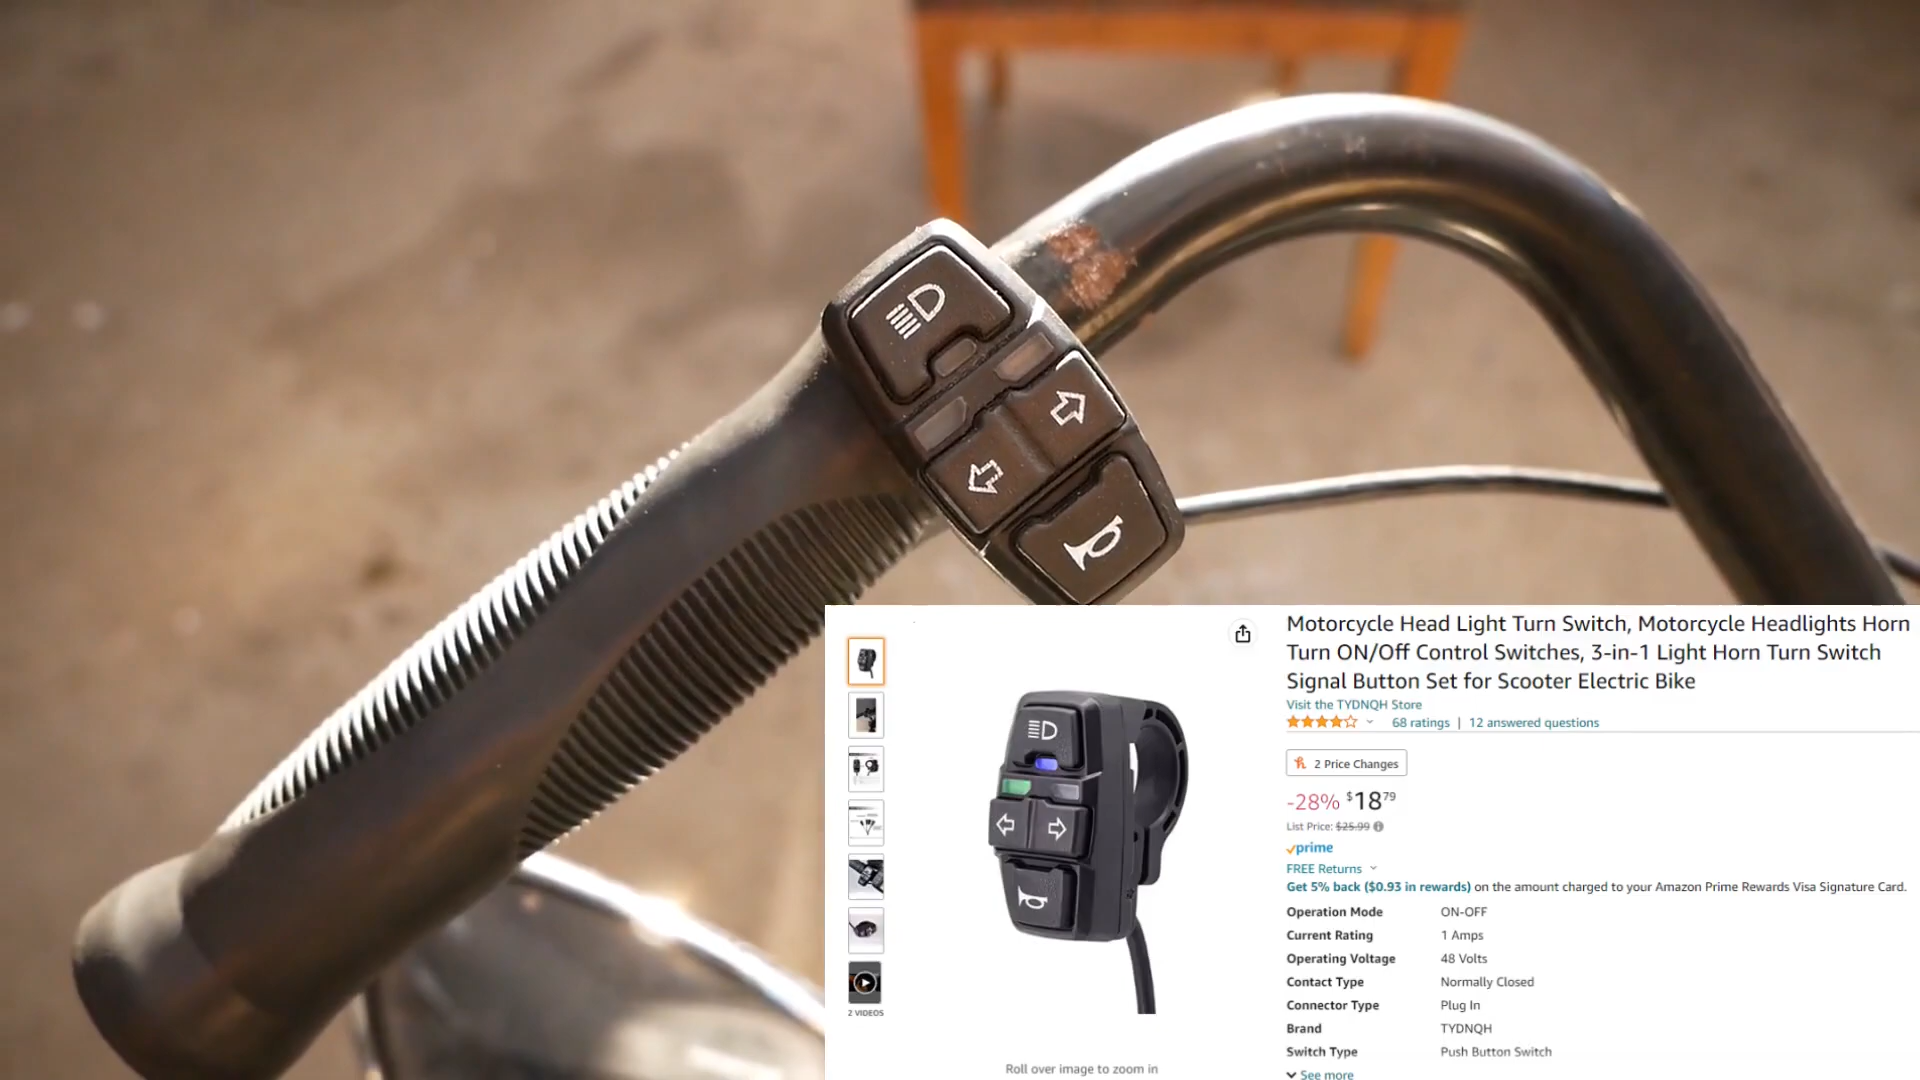 Motorcycle Head Light Turn Switch, Motorcycle Headlights Horn
Turn ON/Off Control Switches, 3-in-1 Light Horn Turn Switch
Signal Button Set for Scooter Electric Bike
Visit the TYDNQH Store
68 ratings | 12 answered questions
2 Price Changes
-28% $18 79
List Price: $25.99
prime
FREE Returns
Get 5% back ($0.93 in rewards) on the amount charged to your Amazon Prime Rewards Visa Signature Card.
Operation Mode ON-OFF
Current Rating 1 Amps
Operating Voltage 48 Volts
Contact Type Normally Closed
Connector Type Plug In
Brand TYDNQH
Switch Type Push Button Switch
See more
2 VIDEOS
Roll over image to zoom in